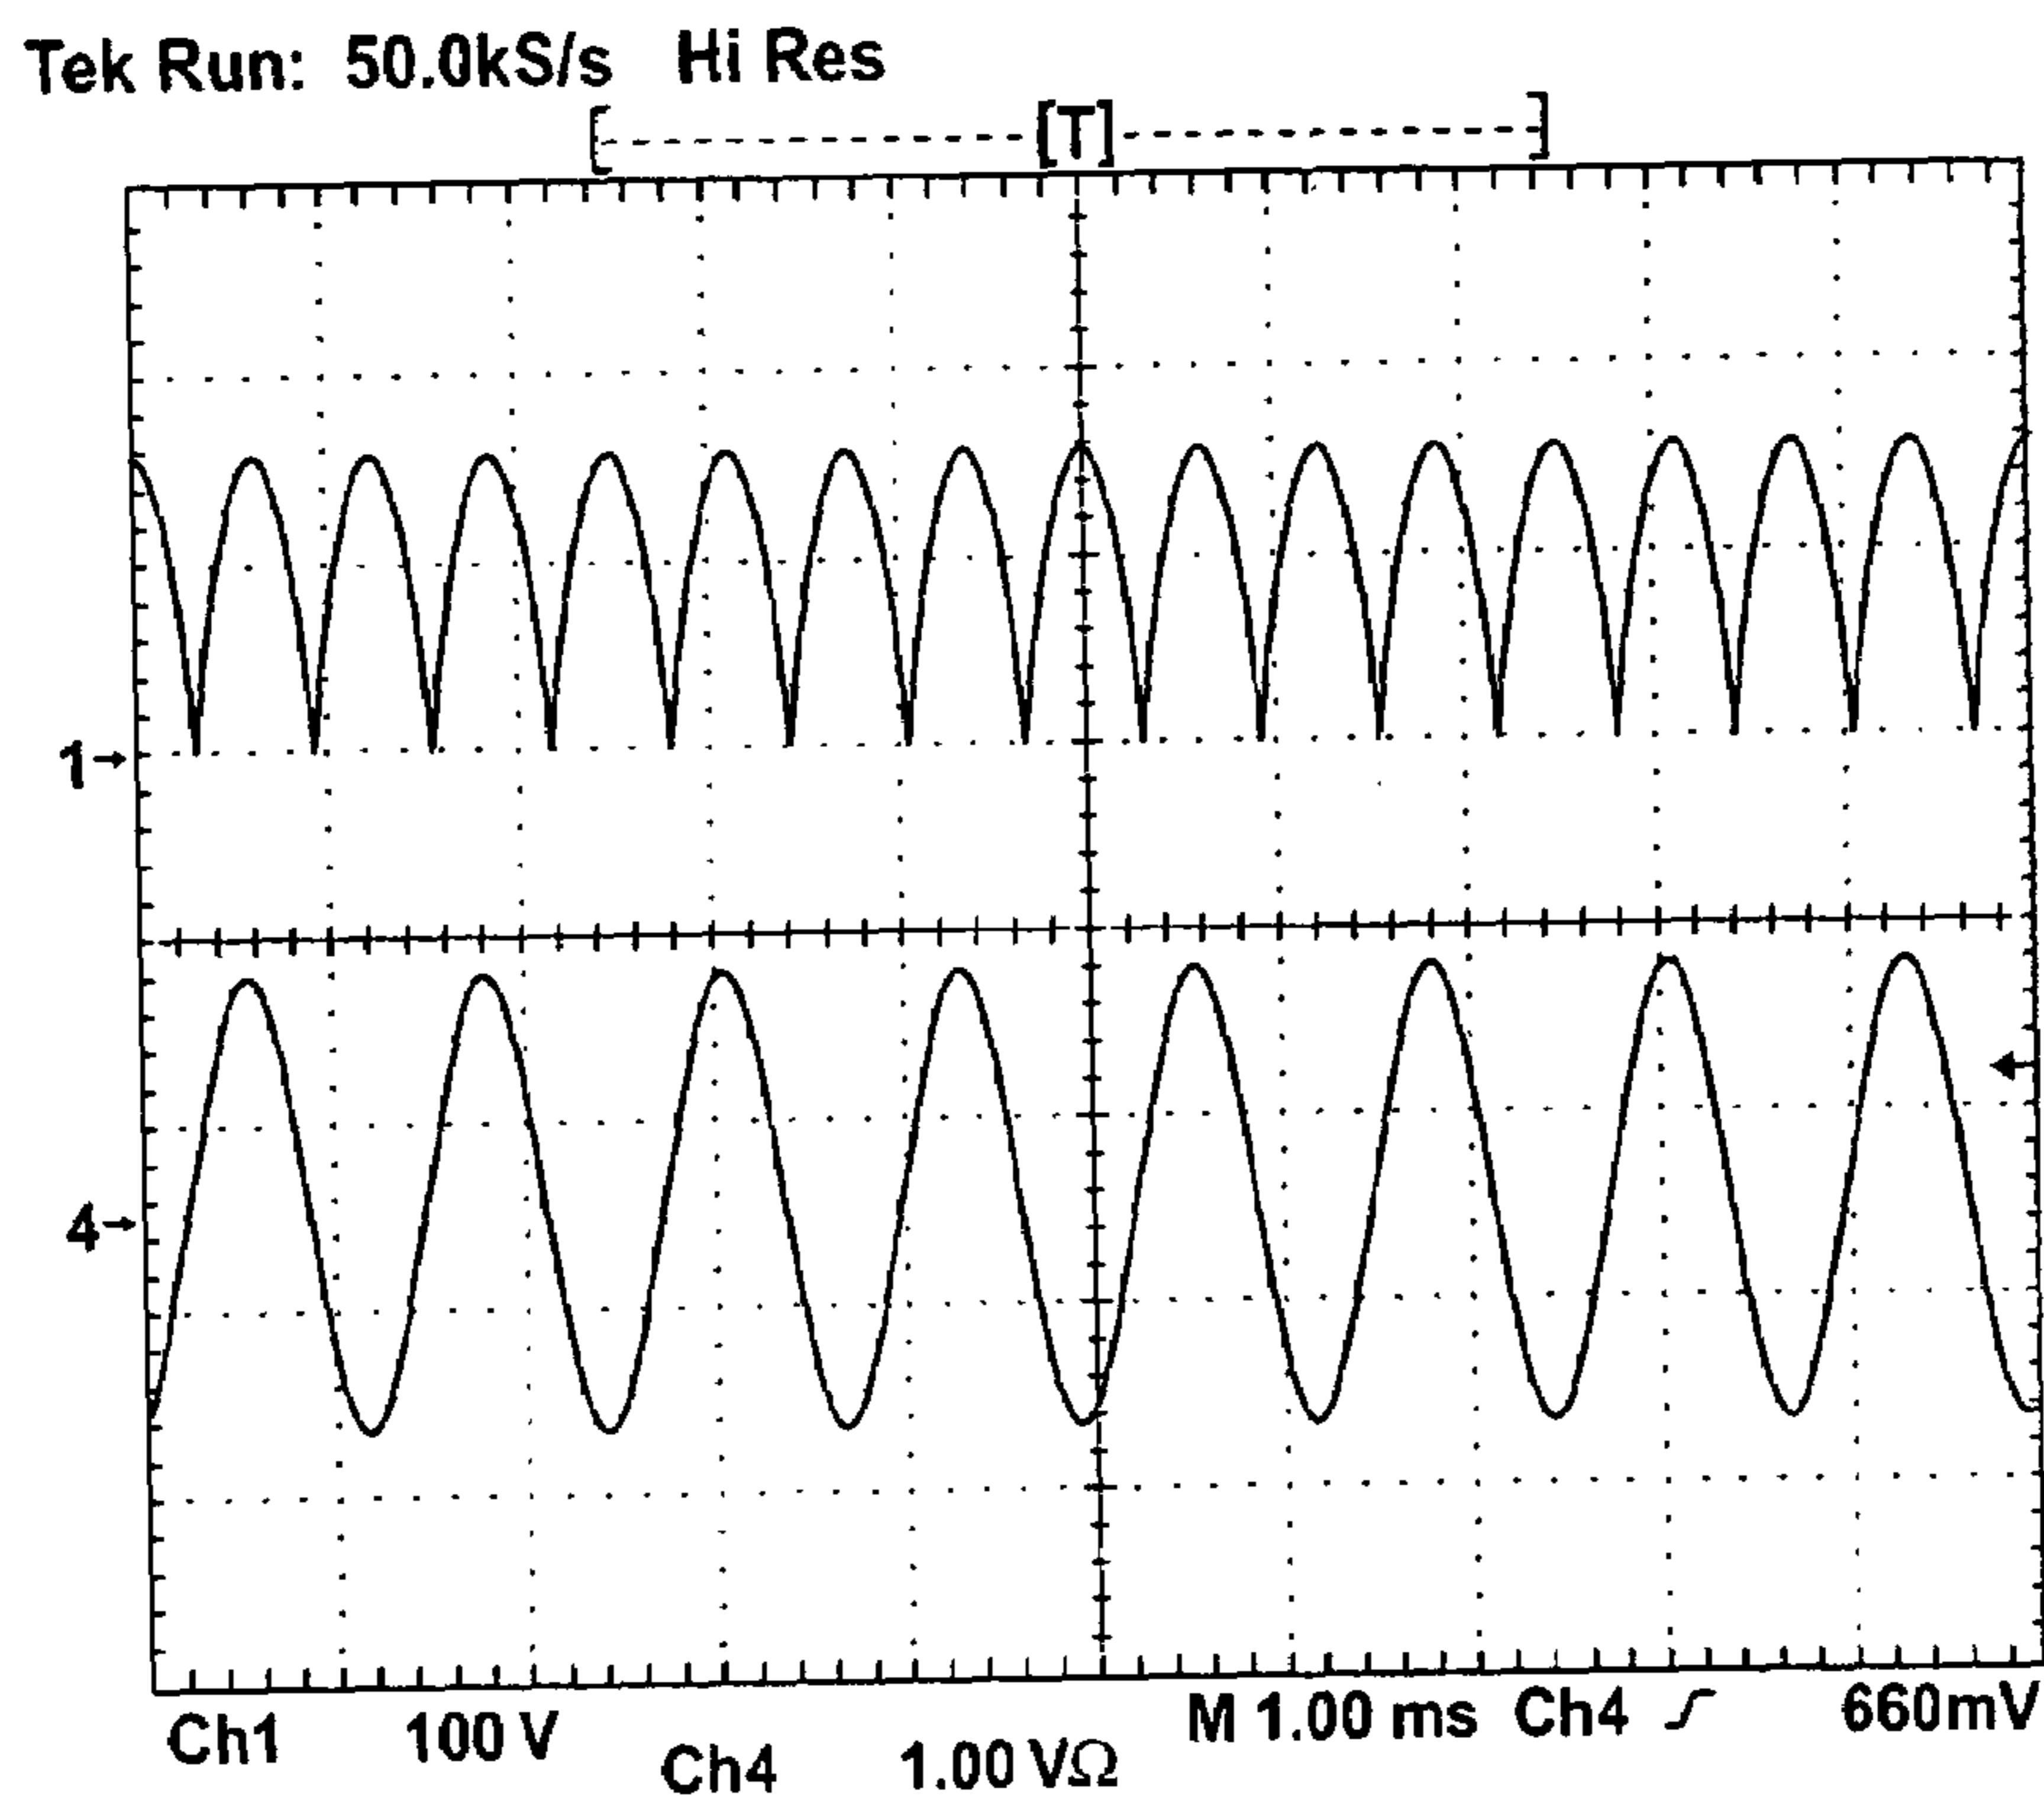 Tek Run: 50.0kS/s Hi Res
[T]
1
4
Ch1 100 V M 1.00 ms Ch4 660mV
Ch4 1.00 VΩ